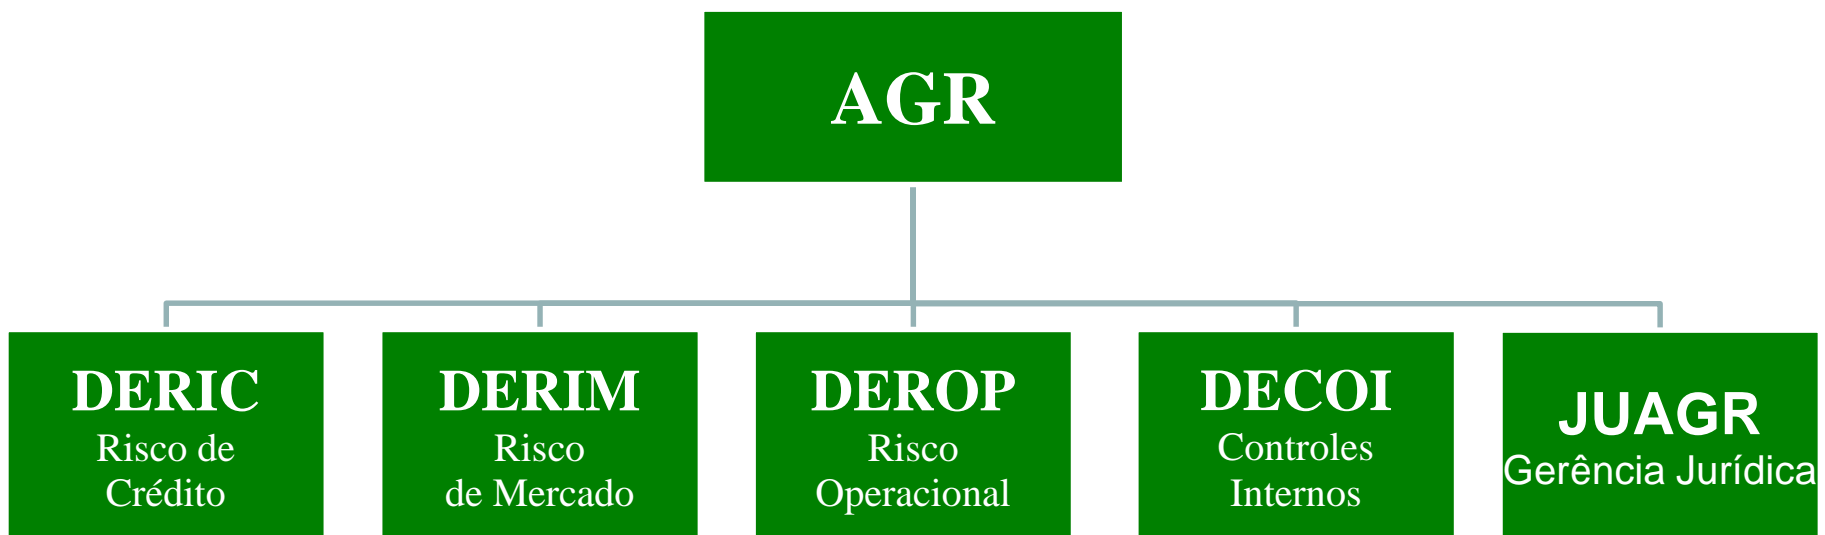 AGR
DERIC
Risco de
Crédito
DERIM
Risco
de Mercado
DEROP
Risco
Operacional
DECOI
Controles
Internos
JUAGR
Gerência Jurídica